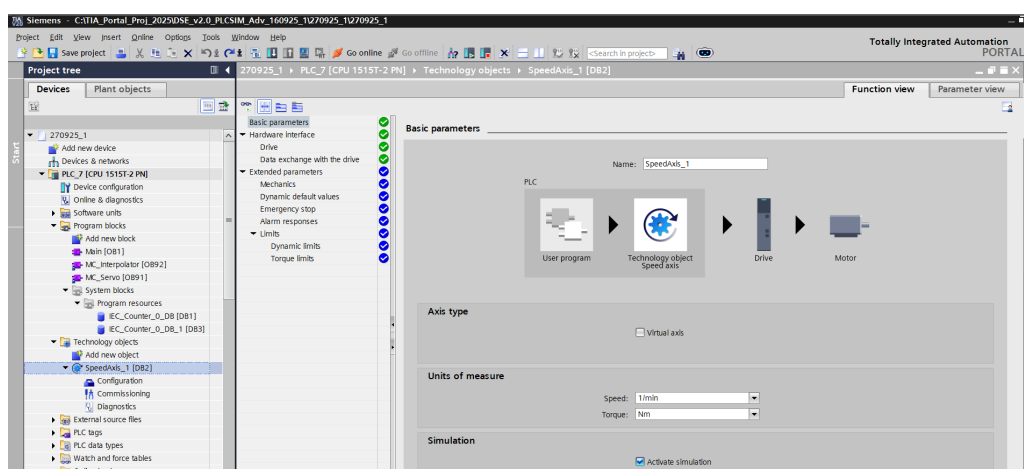 Siemens - C:\TIA_Portal_Proj_2025\DSE_v2.0_PLCSIM_Adv_160925_1\270925_1\270925_1
Project Edit View Insert Online Options Tools Window Help
Totally Integrated Automation
PORTAL
Save project
Go online
Go offline
<Search in project>
Project tree
270925_1 PLC_7 [CPU 1515T-2 PN] Technology objects SpeedAxis_1 [DB2]
Devices
Plant objects
Function view
Parameter view
Start
270925_1
Add new device
Devices & networks
PLC_7 [CPU 1515T-2 PN]
Device configuration
Online & diagnostics
Software units
Program blocks
Add new block
Main [OB1]
MC_Interpolator [OB92]
MC_Servo [OB91]
System blocks
Program resources
IEC_Counter_0_DB [DB1]
IEC_Counter_0_DB_1 [DB3]
Technology objects
Add new object
SpeedAxis_1 [DB2]
Configuration
Commissioning
Diagnostics
External source files
PLC tags
PLC data types
Watch and force tables
Basic parameters
Hardware interface
Drive
Data exchange with the drive
Extended parameters
Mechanics
Dynamic default values
Emergency stop
Alarm responses
Limits
Dynamic limits
Torque limits
Basic parameters
Name: SpeedAxis_1
PLC
User program
Technology object
Speed axis
Drive
Motor
Axis type
Virtual axis
Units of measure
Speed: 1/min
Torque: Nm
Simulation
Activate simulation